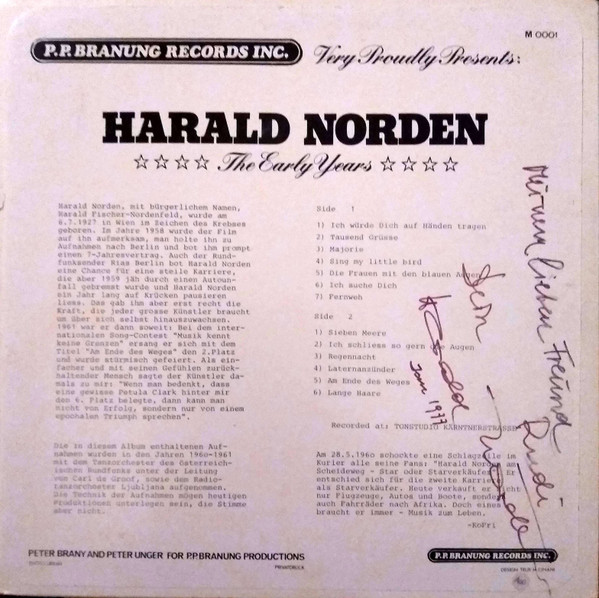 M 0001
P.P. BRANUNG RECORDS INC. Very Proudly Presents:
HARALD NORDEN
☆☆☆☆ The Early Years ☆☆☆☆
Harald Norden, mit bürgerlichem Namen,
Harald Fischer-Nordenfeld, wurde am
6.7.1927 in Wien im Zeichen des Krebses
geboren. Im Jahre 1958 wurde der Film
auf ihn aufmerksam, man holte ihn zu
Aufnahmen nach Berlin und bot ihm prompt
einen 7-Jahresvertrag. Auch der Rund-
funksender Rias Berlin bot Harald Norden
eine Chance für eine steile Karriere,
die aber 1959 jäh durch einen Autoun-
fall gebremst wurde und Harald Norden
ein Jahr lang auf Krücken pausieren
liess. Das gab ihm aber erst recht die
Kraft, die jeder grosse Künstler braucht
um über sich selbst hinauszuwachsen.
1961 war er dann soweit: Bei dem inter-
nationalen Song-Contest "Musik kennt
keine Grenzen" ersang er sich mit dem
Titel "Am Ende des Weges" den 2.Platz
und wurde stürmisch gefeiert. Als ein-
facher und mit seinen Gefühlen zurück-
haltender Mensch sagte der Künstler da-
mals zu mir: "Wenn man bedenkt, dass
eine gewisse Petula Clark hinter mir
den 6. Platz belegte, dann kann man
nicht von Erfolg, sondern nur von einem
epochalen Triumph sprechen".
Die in diesem Album enthaltenen Auf-
nahmen wurden in den Jahren 1960-1961
mit dem Tanzorchester des österreich-
ischen Rundfunks unter der Leitung
von Carl de Groof, sowie dem Radio-
tanzorchester Ljubljana aufgenommen.
Die Technik der Aufnahmen mögen heutigen
Produktionen unterlegen sein, die Stimme
aber nicht.
Side 1
1) Ich würde Dich auf Händen tragen
2) Tausend Grüsse
3) Majorie
4) Sing my little bird
5) Die Frauen mit den blauen Augen
6) Ich suche Dich
7) Fernweh
Side 2
1) Sieben Meere
2) Ich schliess so gern die Augen
3) Regennacht
4) Laternanzünder
5) Am Ende des Weges
6) Lange Haare
Recorded at: TONSTUDIO KÄRNTNERSTRASSE
Am 28.5.1960 schockte eine Schlagzeile im
Kurier alle seine Fans: "Harald Norden am
Scheideweg - Star oder Starverkäufer". Er
entschied sich für die zweite Karriere
als Starverkäufer. Heute verkauft er nicht
nur Flugzeuge, Autos und Boote, sondern
auch Fahrräder nach Afrika. Doch eines
braucht er immer - Musik zum Leben.
-KoFri
Meinem lieben Freund
Rudi
Dein
Harald
Norden
Jan 1977
PETER BRANY AND PETER UNGER FOR P.P.BRANUNG PRODUCTIONS
P.P. BRANUNG RECORDS INC.